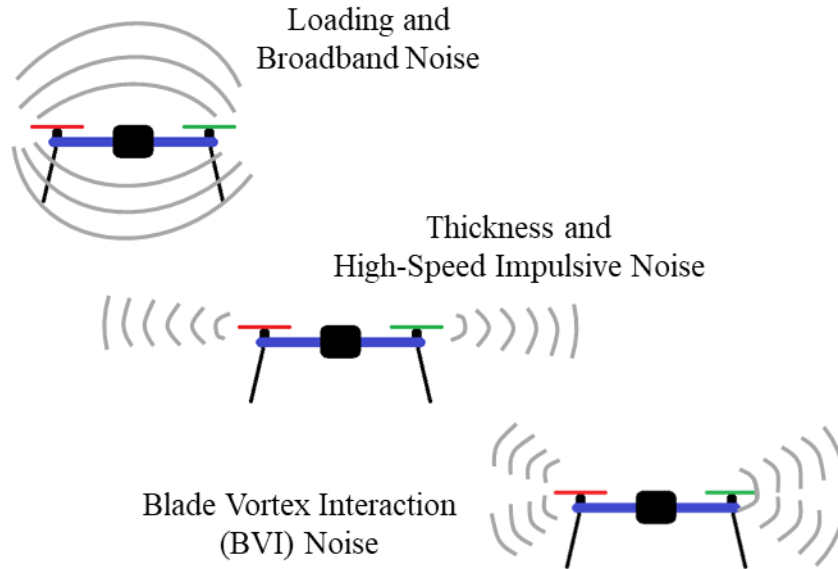 Loading and
Broadband Noise
Thickness and
High-Speed Impulsive Noise
Blade Vortex Interaction
(BVI) Noise